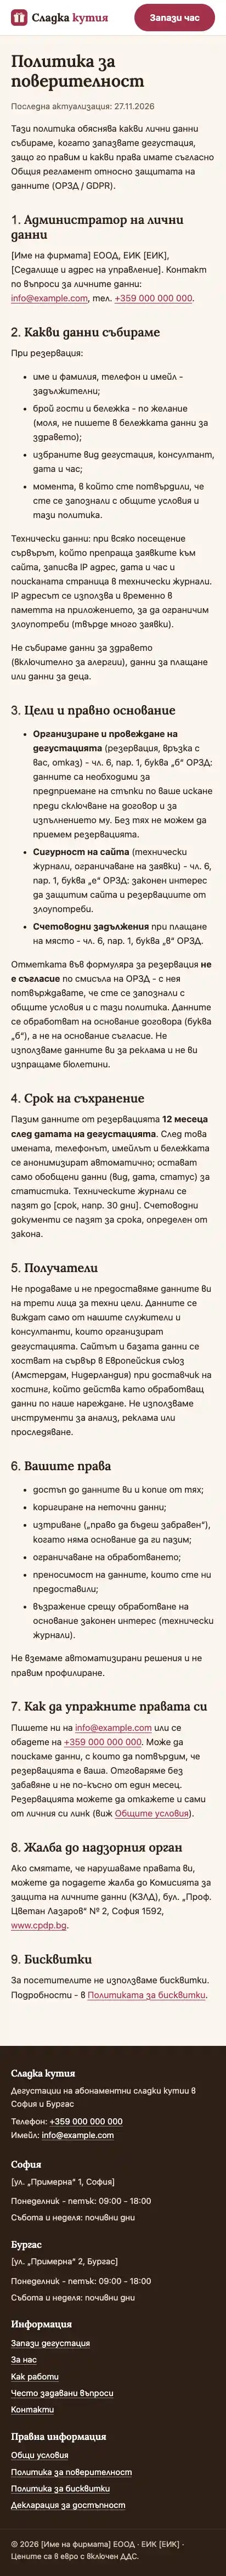 Сладка кутия
Запази час
Политика за
поверителност
Последна актуализация: 27.11.2026
Тази политика обяснява какви лични данни
събираме, когато запазвате дегустация,
защо го правим и какви права имате съгласно
Общия регламент относно защитата на
данните (ОРЗД / GDPR).
1. Администратор на лични
данни
[Име на фирмата] ЕООД, ЕИК [ЕИК],
[Седалище и адрес на управление]. Контакт
по въпроси за личните данни:
info@example.com, тел. +359 000 000 000.
2. Какви данни събираме
При резервация:
• име и фамилия, телефон и имейл -
задължителни;
• брой гости и бележка - по желание
(моля, не пишете в бележката данни за
здравето);
• избраните вид дегустация, консултант,
дата и час;
• момента, в който сте потвърдили, че
сте се запознали с общите условия и
тази политика.
Технически данни: при всяко посещение
сървърът, който препраща заявките към
сайта, записва IP адрес, дата и час и
поисканата страница в технически журнали.
IP адресът се използва и временно в
паметта на приложението, за да ограничим
злоупотреби (твърде много заявки).
Не събираме данни за здравето
(включително за алергии), данни за плащане
или данни за деца.
3. Цели и правно основание
• Организиране и провеждане на
дегустацията (резервация, връзка с
вас, отказ) - чл. 6, пар. 1, буква „б“ ОРЗД:
данните са необходими за
предприемане на стъпки по ваше искане
преди сключване на договор и за
изпълнението му. Без тях не можем да
приемем резервацията.
• Сигурност на сайта (технически
журнали, ограничаване на заявки) - чл. 6,
пар. 1, буква „е“ ОРЗД: законен интерес
да защитим сайта и резервациите от
злоупотреби.
• Счетоводни задължения при плащане
на място - чл. 6, пар. 1, буква „в“ ОРЗД.
Отметката във формуляра за резервация не
е съгласие по смисъла на ОРЗД - с нея
потвърждавате, че сте се запознали с
общите условия и с тази политика. Данните
се обработват на основание договора (буква
„б“), а не на основание съгласие. Не
използваме данните ви за реклама и не ви
изпращаме бюлетини.
4. Срок на съхранение
Пазим данните от резервацията 12 месеца
след датата на дегустацията. След това
имената, телефонът, имейлът и бележката
се анонимизират автоматично; остават
само обобщени данни (вид, дата, статус) за
статистика. Техническите журнали се
пазят до [срок, напр. 30 дни]. Счетоводни
документи се пазят за срока, определен от
закона.
5. Получатели
Не продаваме и не предоставяме данните ви
на трети лица за техни цели. Данните се
виждат само от нашите служители и
консултанти, които организират
дегустацията. Сайтът и базата данни се
хостват на сървър в Европейския съюз
(Амстердам, Нидерландия) при доставчик на
хостинг, който действа като обработващ
данни по наше нареждане. Не използваме
инструменти за анализ, реклама или
проследяване.
6. Вашите права
• достъп до данните ви и копие от тях;
• коригиране на неточни данни;
• изтриване („право да бъдеш забравен“),
когато няма основание да ги пазим;
• ограничаване на обработването;
• преносимост на данните, които сте ни
предоставили;
• възражение срещу обработване на
основание законен интерес (технически
журнали).
Не вземаме автоматизирани решения и не
правим профилиране.
7. Как да упражните правата си
Пишете ни на info@example.com или се
обадете на +359 000 000 000. Може да
поискаме данни, с които да потвърдим, че
резервацията е ваша. Отговаряме без
забавяне и не по-късно от един месец.
Резервацията можете да откажете и сами
от личния си линк (виж Общите условия).
8. Жалба до надзорния орган
Ако смятате, че нарушаваме правата ви,
можете да подадете жалба до Комисията за
защита на личните данни (КЗЛД), бул. „Проф.
Цветан Лазаров“ № 2, София 1592,
www.cpdp.bg.
9. Бисквитки
За посетителите не използваме бисквитки.
Подробности - в Политиката за бисквитки.
Сладка кутия
Дегустации на абонаментни сладки кутии в
София и Бургас
Телефон: +359 000 000 000
Имейл: info@example.com
София
[ул. „Примерна“ 1, София]
Понеделник - петък: 09:00 - 18:00
Събота и неделя: почивни дни
Бургас
[ул. „Примерна“ 2, Бургас]
Понеделник - петък: 09:00 - 18:00
Събота и неделя: почивни дни
Информация
Запази дегустация
За нас
Как работи
Често задавани въпроси
Контакти
Правна информация
Общи условия
Политика за поверителност
Политика за бисквитки
Декларация за достъпност
© 2026 [Име на фирмата] ЕООД · ЕИК [ЕИК] ·
Цените са в евро с включен ДДС.